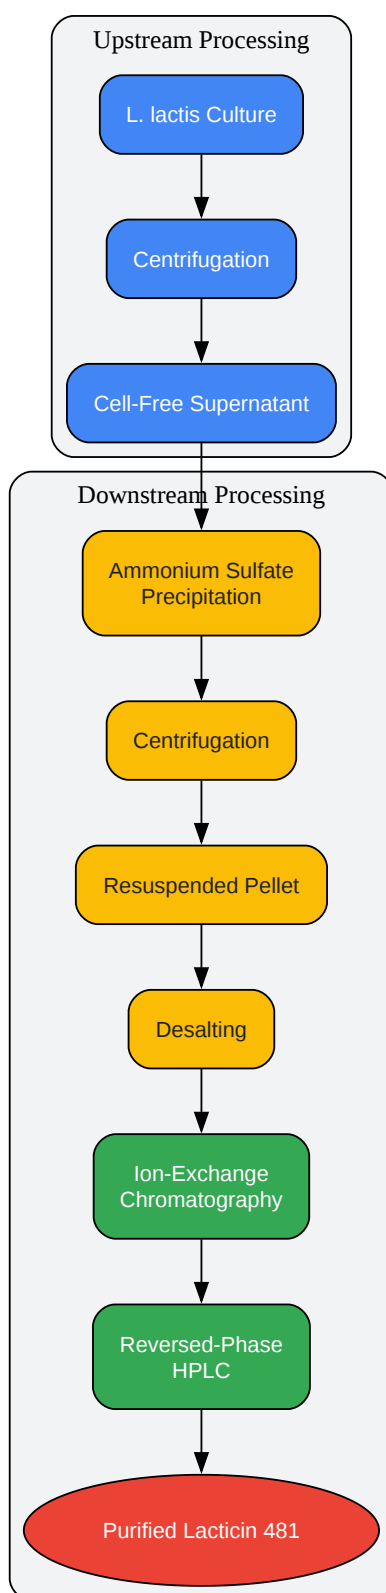 Upstream Processing
L. lactis Culture
Centrifugation
Cell-Free Supernatant
Downstream Processing
Ammonium Sulfate
Precipitation
Centrifugation
Resuspended Pellet
Desalting
Ion-Exchange
Chromatography
Reversed-Phase
HPLC
Purified Lacticin 481